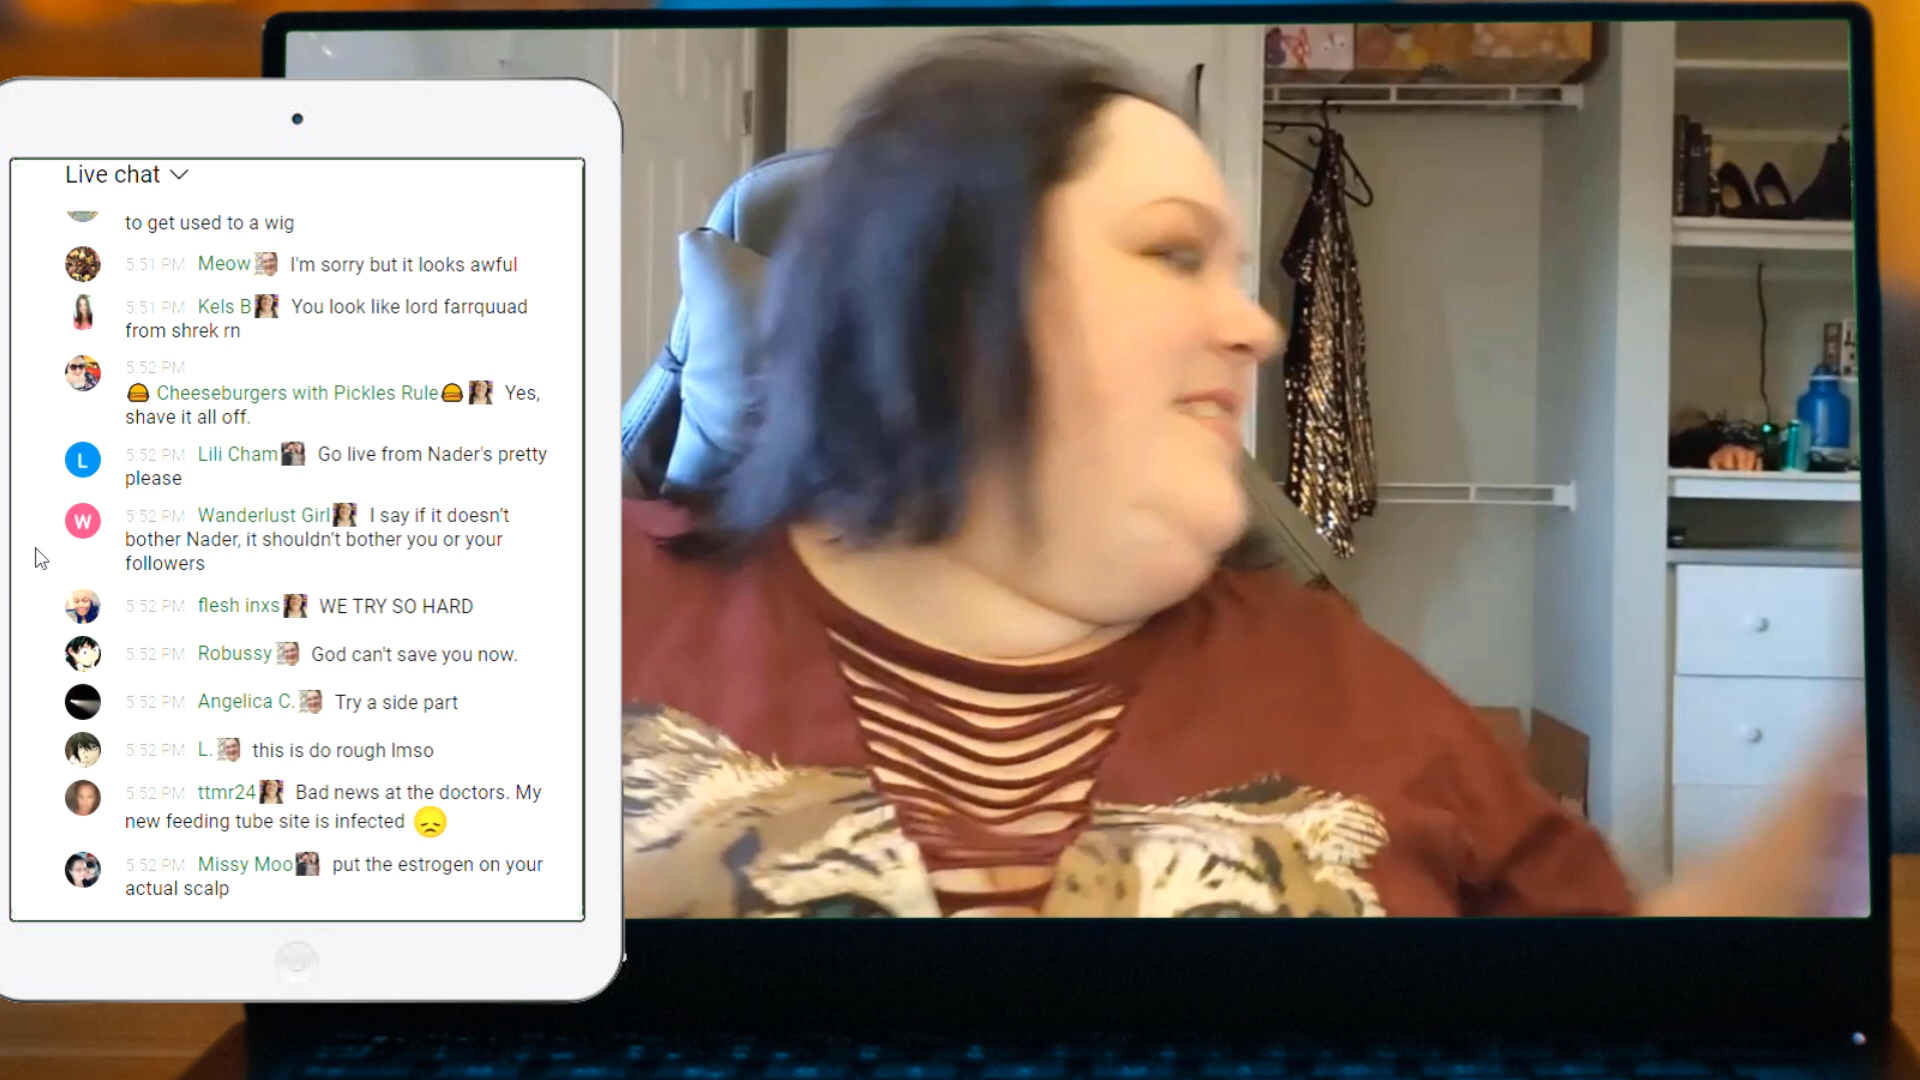 Live chat
to get used to a wig
5:51 PM Meow I'm sorry but it looks awful
5:51 PM Kels B You look like lord farrquuad
from shrek rn
5:52 PM
🍔 Cheeseburgers with Pickles Rule🍔 Yes,
shave it all off.
L 5:52 PM Lili Cham Go live from Nader's pretty
please
W 5:52 PM Wanderlust Girl I say if it doesn't
bother Nader, it shouldn't bother you or your
followers
5:52 PM flesh inxs WE TRY SO HARD
5:52 PM Robussy God can't save you now.
5:52 PM Angelica C. Try a side part
5:52 PM L. this is do rough lmso
5:52 PM ttmr24 Bad news at the doctors. My
new feeding tube site is infected 😞
5:52 PM Missy Moo put the estrogen on your
actual scalp